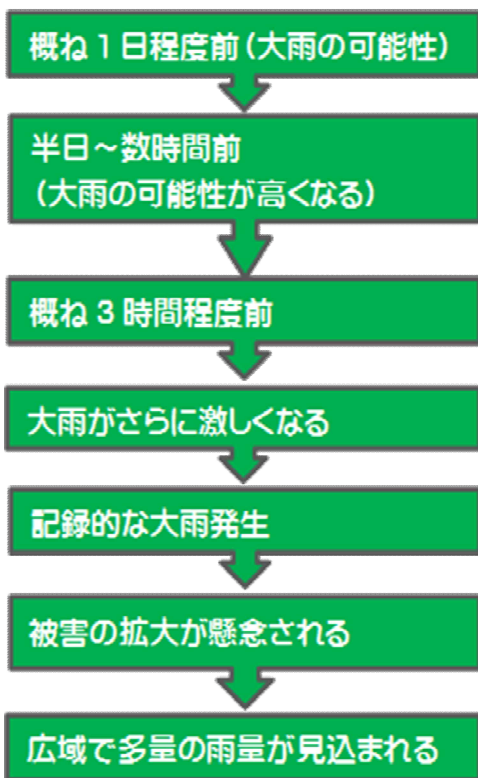 概ね１日程度前（大雨の可能性）
半日～数時間前
（大雨の可能性が高くなる）
概ね３時間程度前
大雨がさらに激しくなる
記録的な大雨発生
被害の拡大が懸念される
広域で多量の雨量が見込まれる